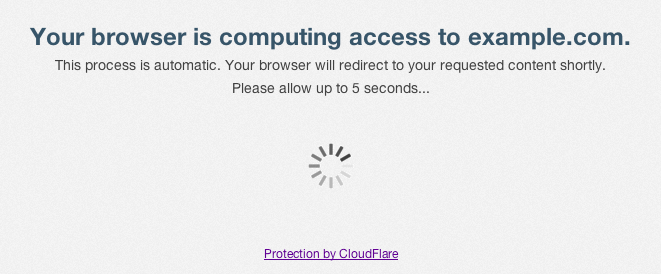 Your browser is computing access to example.com.
This process is automatic. Your browser will redirect to your requested content shortly.
Please allow up to 5 seconds...
Protection by CloudFlare